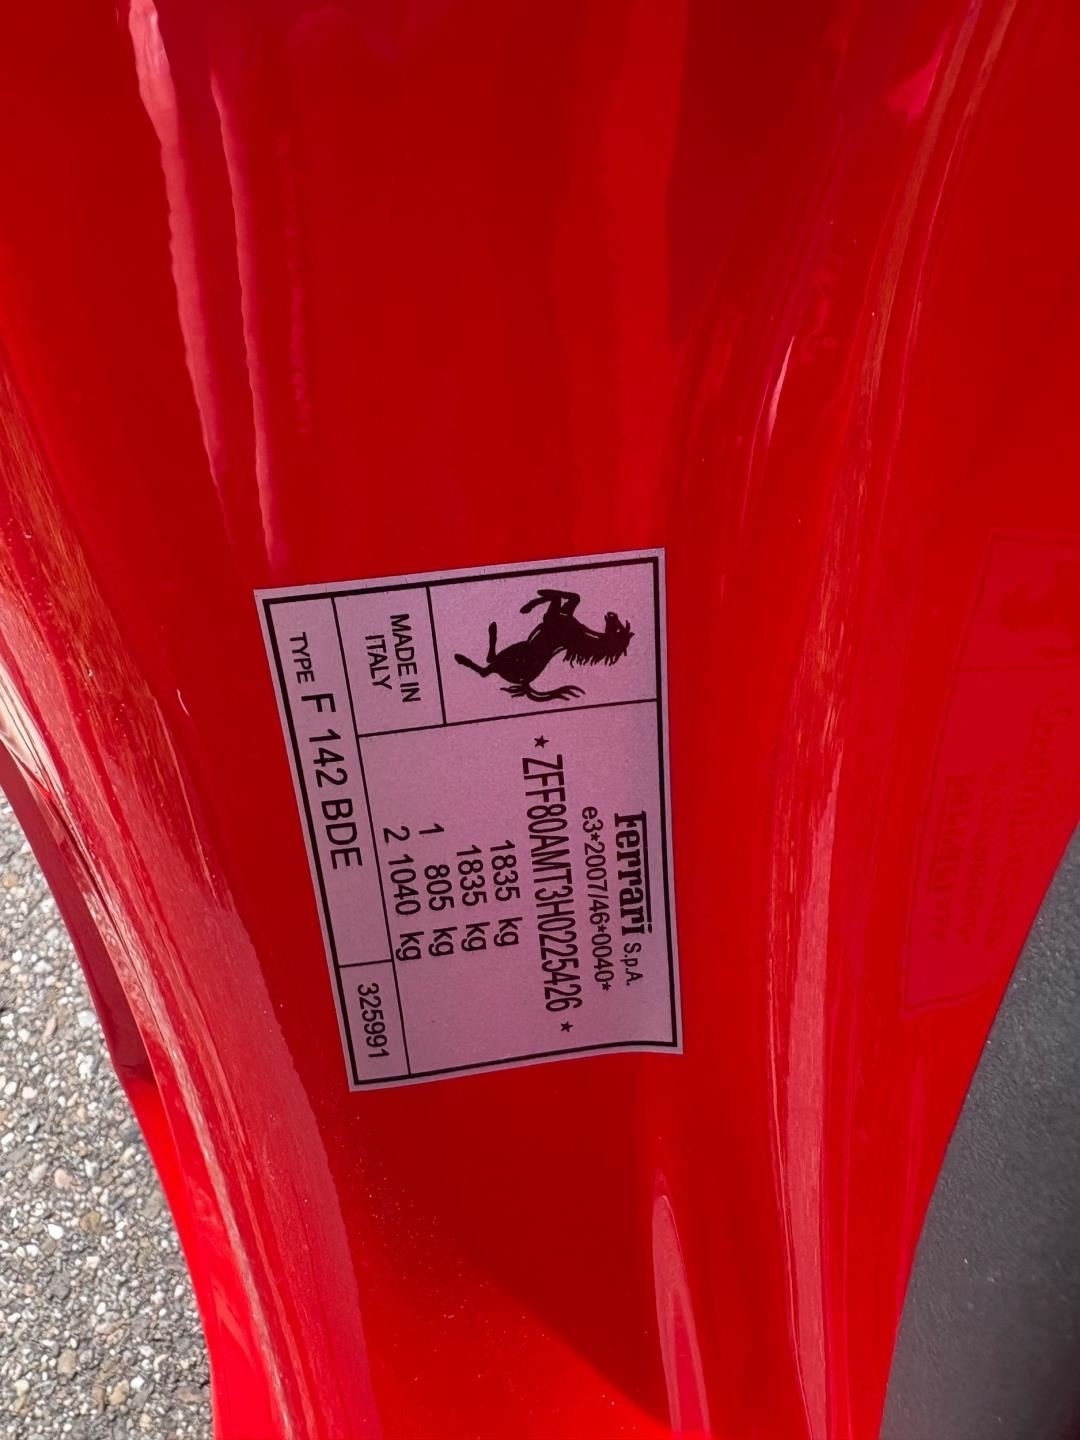 Ferrari S.p.A.
e3*2007/46*0040*
* ZFF80AMT3H0225426 *
1835 kg
1835 kg
1 805 kg
2 1040 kg
MADE IN
ITALY
TYPE F 142 BDE
325991